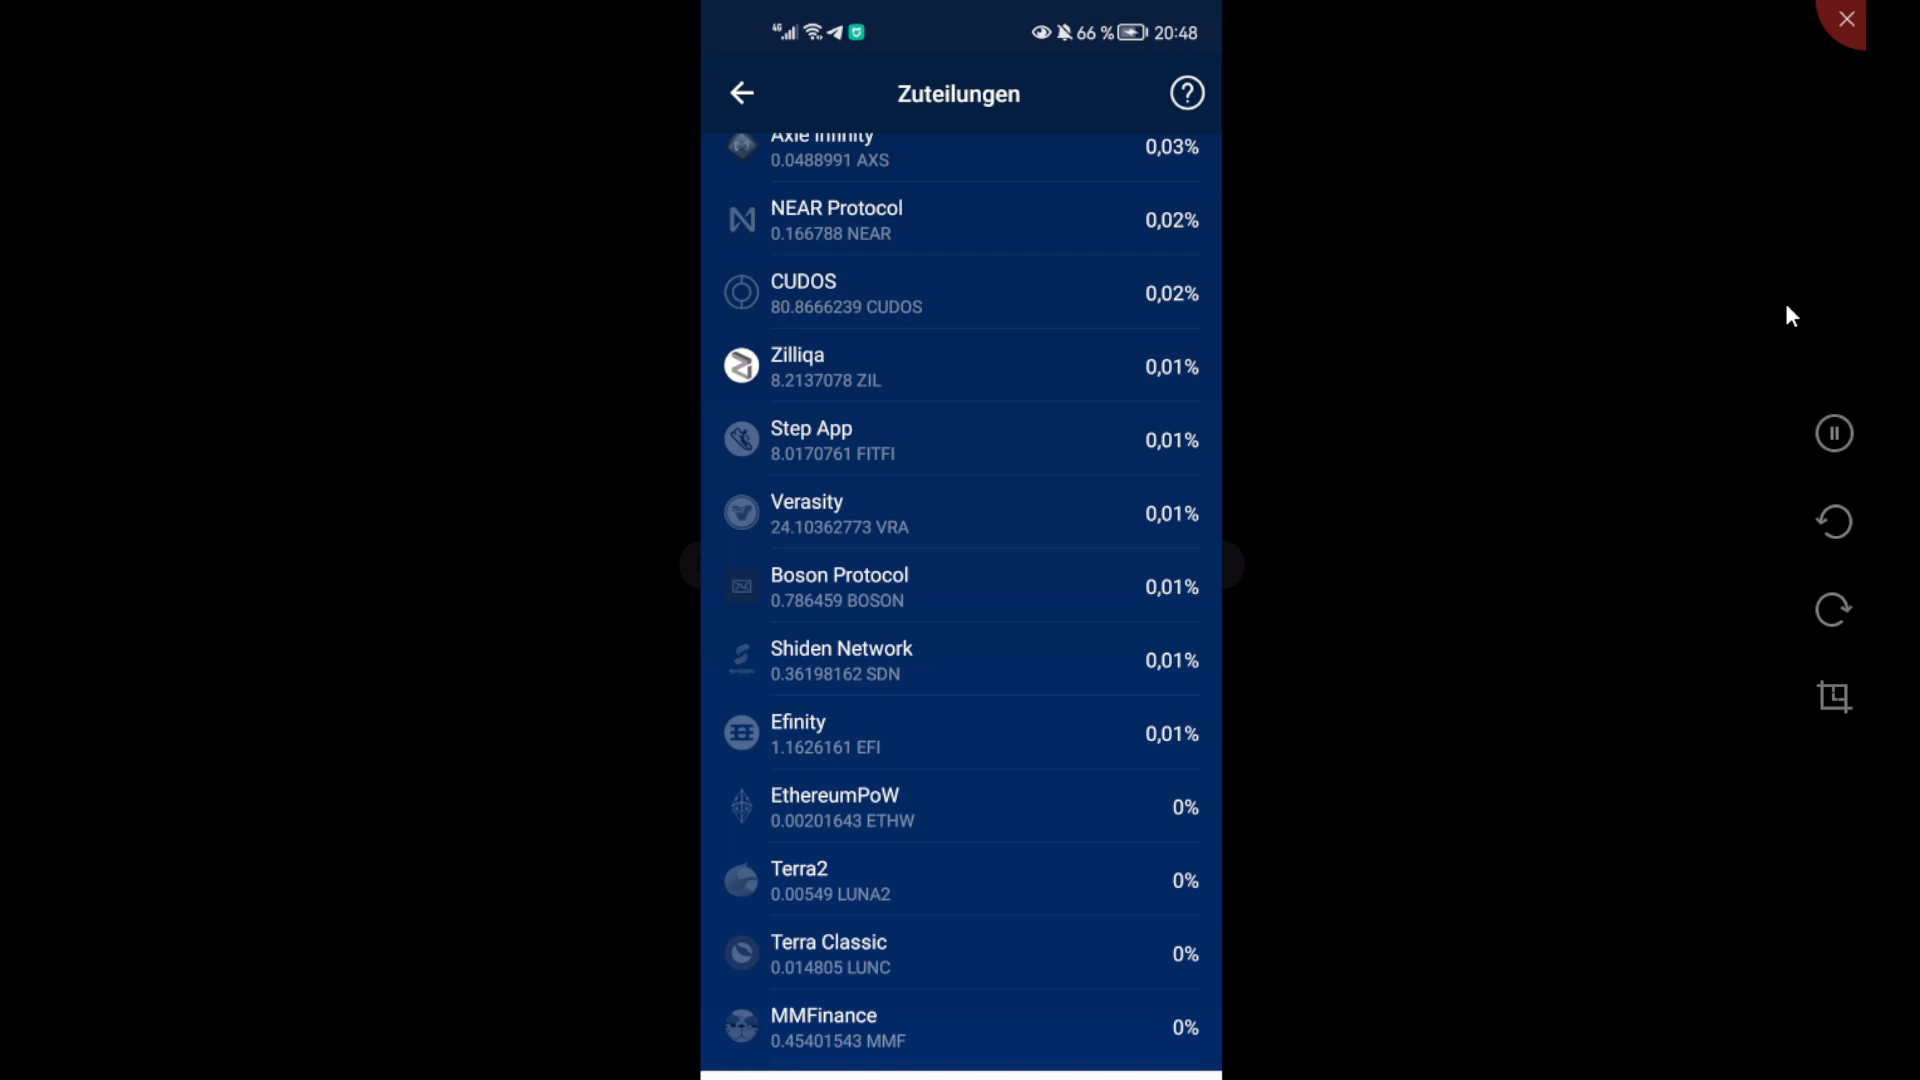 4G 66 % 20:48
Zuteilungen
Axie Infinity
0.0488991 AXS
0,03%
NEAR Protocol
0.166788 NEAR
0,02%
CUDOS
80.8666239 CUDOS
0,02%
Zilliqa
8.2137078 ZIL
0,01%
Step App
8.0170761 FITFI
0,01%
Verasity
24.10362773 VRA
0,01%
Boson Protocol
0.786459 BOSON
0,01%
Shiden Network
0.36198162 SDN
0,01%
Efinity
1.1626161 EFI
0,01%
EthereumPoW
0.00201643 ETHW
0%
Terra2
0.00549 LUNA2
0%
Terra Classic
0.014805 LUNC
0%
MMFinance
0.45401543 MMF
0%